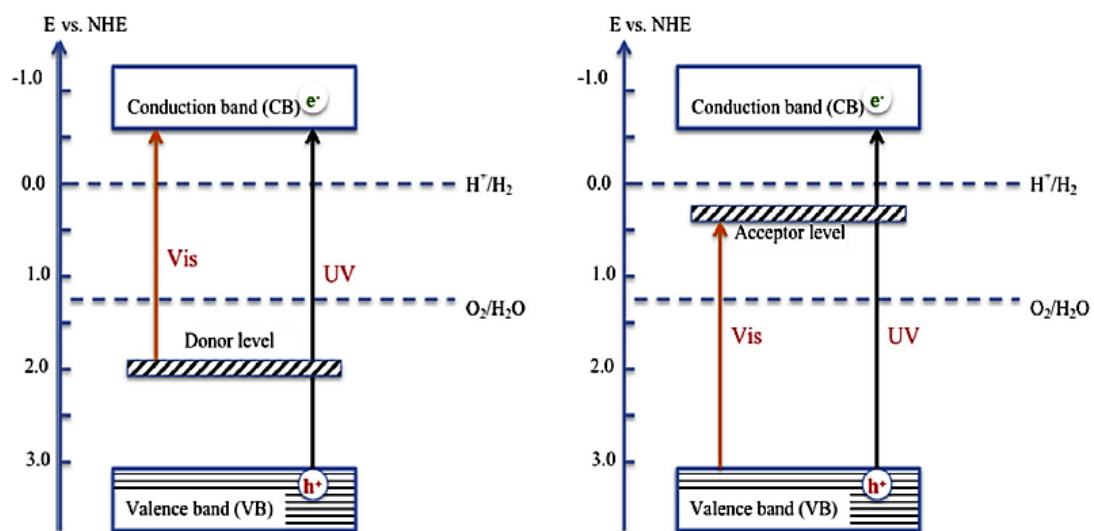 E vs. NHE
-1.0
Conduction band (CB)
e-
0.0
H+/H2
Vis
UV
1.0
O2/H2O
Donor level
2.0
3.0
h+
Valence band (VB)
E vs. NHE
-1.0
Conduction band (CB)
e-
0.0
H+/H2
Acceptor level
1.0
O2/H2O
Vis
UV
2.0
3.0
h+
Valence band (VB)